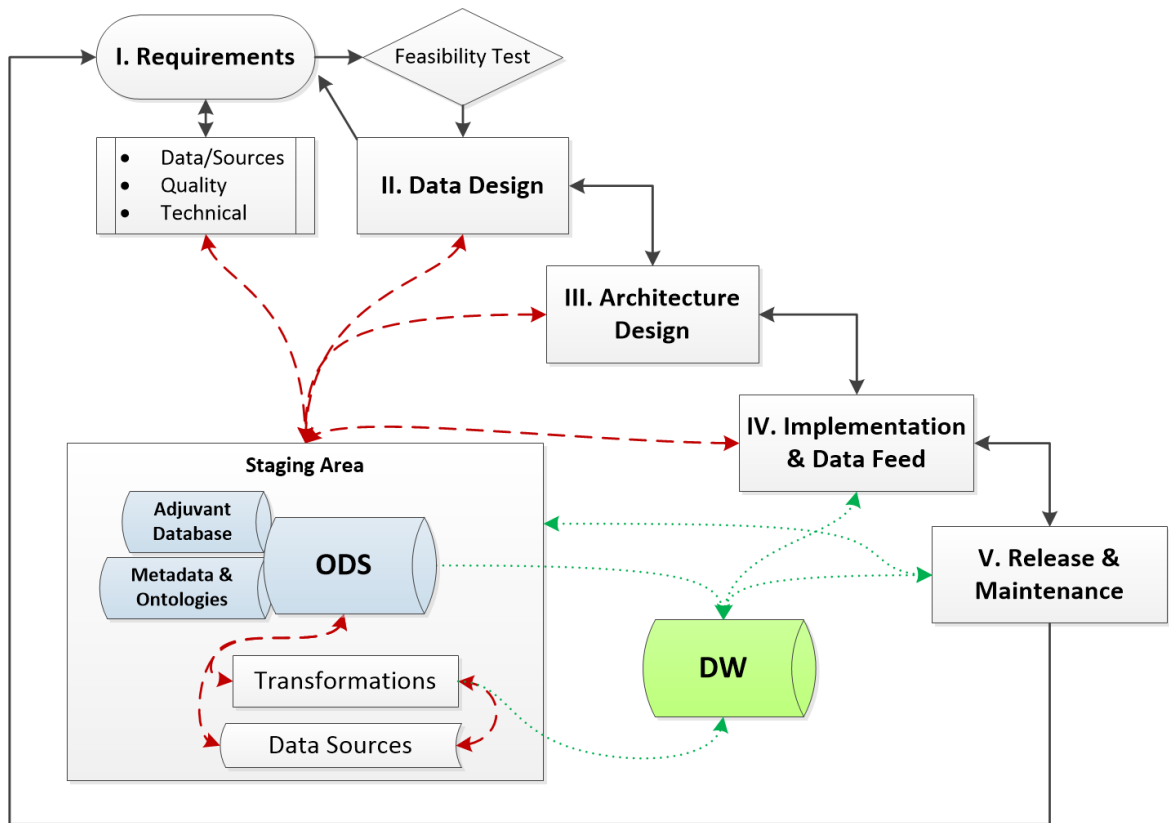 I. Requirements
Feasibility Test
• Data/Sources
• Quality
• Technical
II. Data Design
III. Architecture
Design
IV. Implementation
& Data Feed
Staging Area
Adjuvant
Database
ODS
Metadata &
Ontologies
V. Release &
Maintenance
Transformations
DW
Data Sources